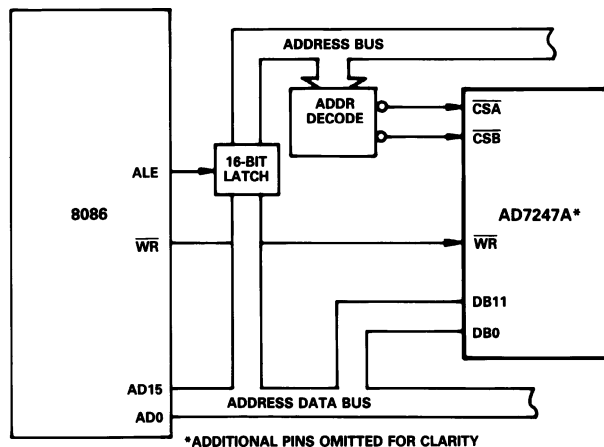 ADDRESS BUS
ADDR
DECODE
CSA
CSB
16-BIT
LATCH
ALE
8086
AD7247A*
WR
WR
DB11
DB0
AD15
ADDRESS DATA BUS
AD0
*ADDITIONAL PINS OMITTED FOR CLARITY